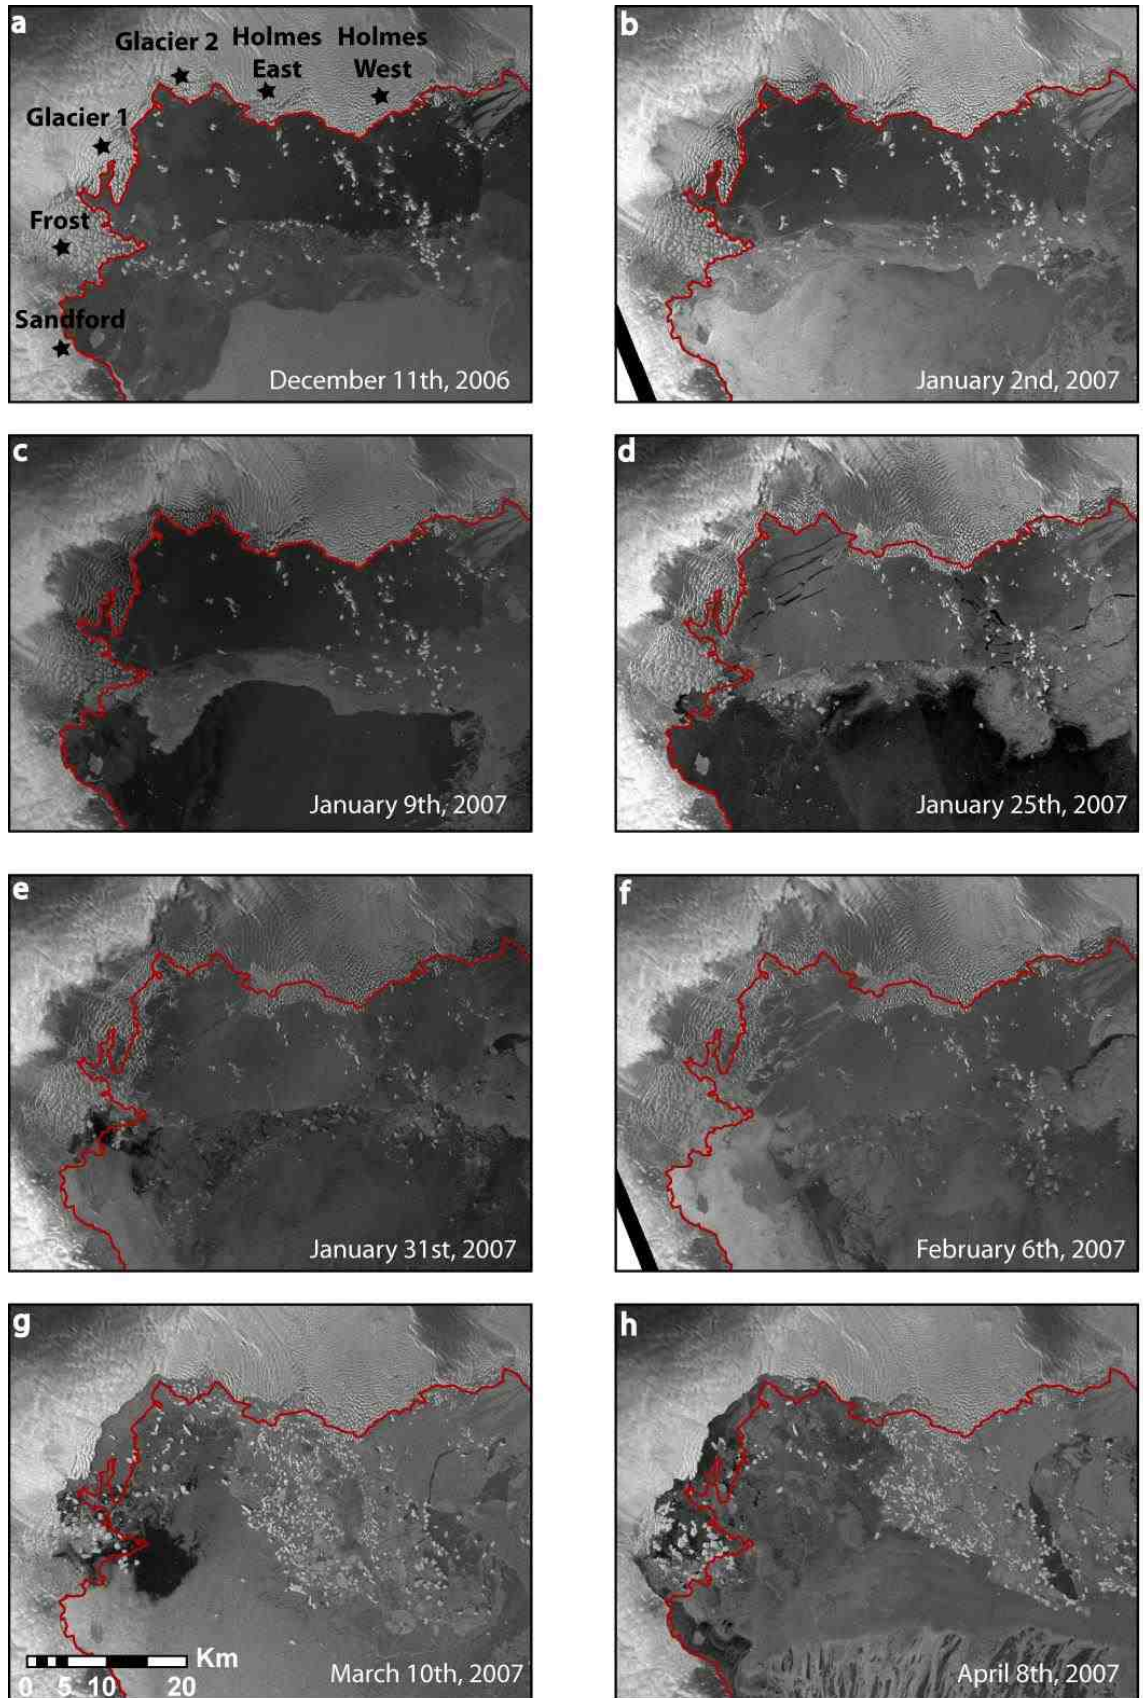 a
Glacier 2
Holmes
East
Holmes
West
Glacier 1
Frost
Sandford
December 11th, 2006
b
January 2nd, 2007
c
January 9th, 2007
d
January 25th, 2007
e
January 31st, 2007
f
February 6th, 2007
g
Km
0 5 10 20
March 10th, 2007
h
April 8th, 2007